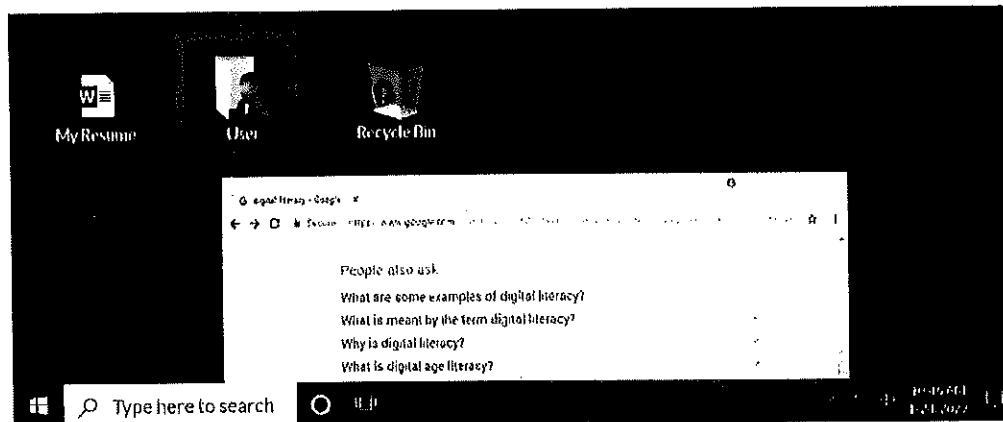 My Resume
User
Recycle Bin
People also ask
What are some examples of digital literacy?
What is meant by the term digital literacy?
Why is digital literacy?
What is digital age literacy?
Type here to search